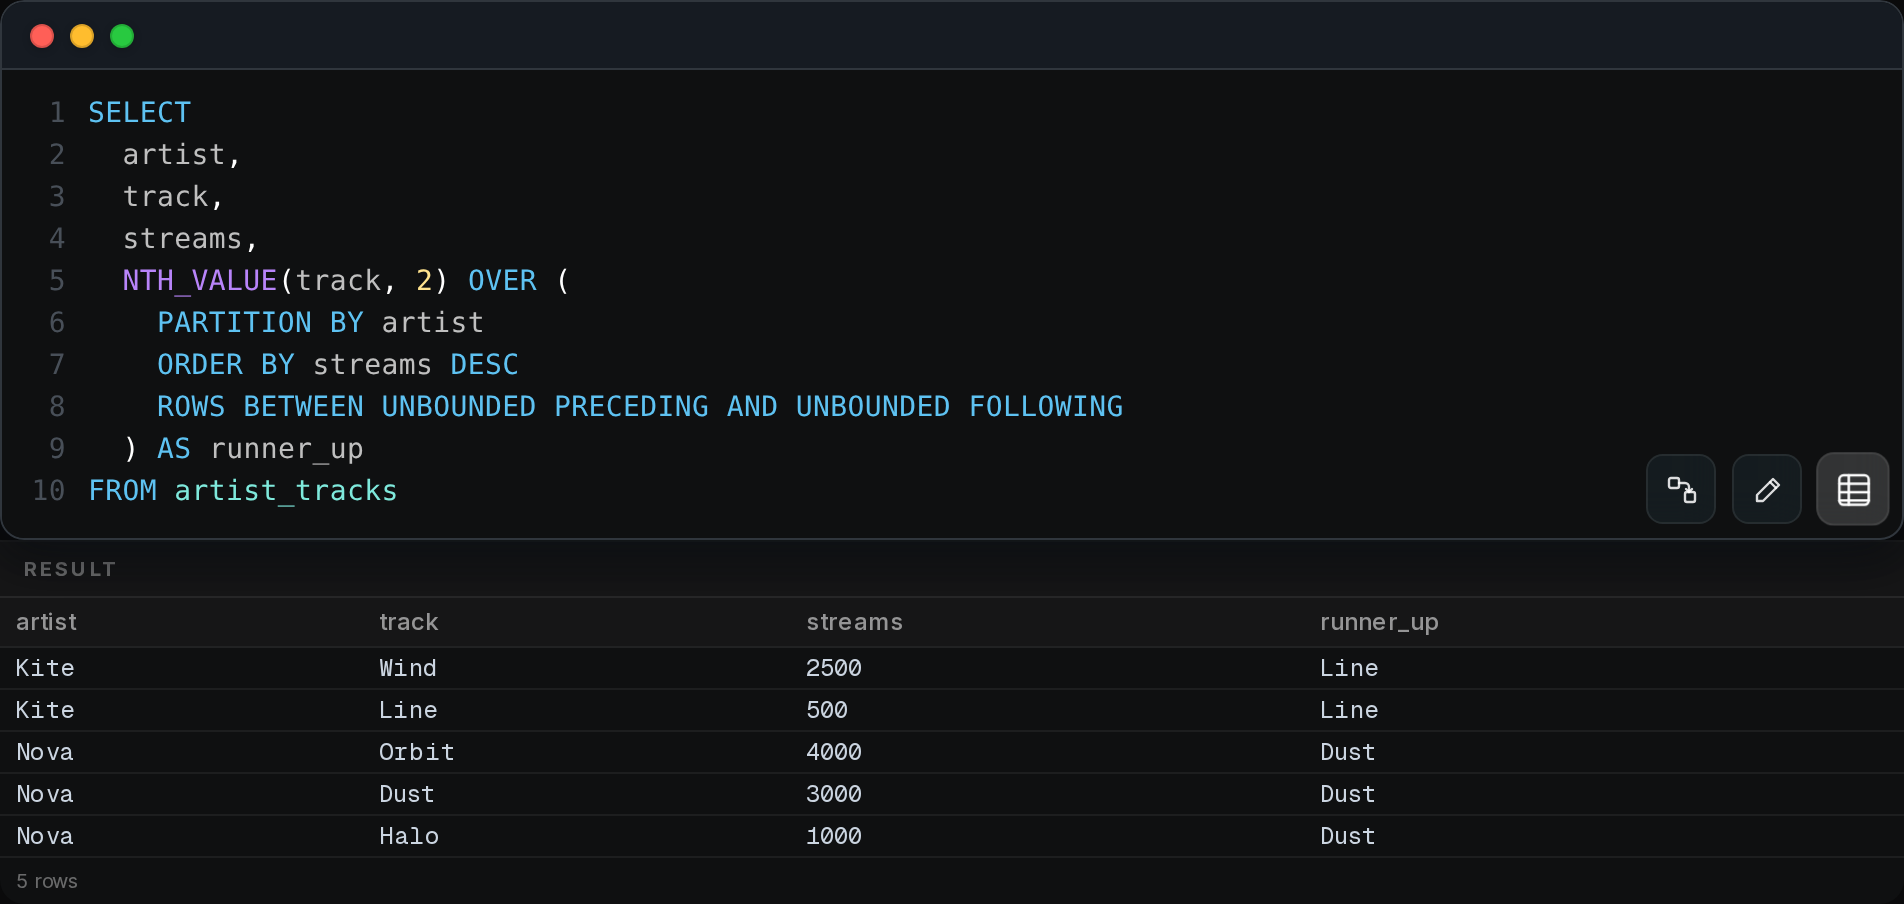 1 SELECT
2   artist,
3   track,
4   streams,
5   NTH_VALUE(track, 2) OVER (
6     PARTITION BY artist
7     ORDER BY streams DESC
8     ROWS BETWEEN UNBOUNDED PRECEDING AND UNBOUNDED FOLLOWING
9   ) AS runner_up
10 FROM artist_tracks
RESULT
artist track streams runner_up
Kite Wind 2500 Line
Kite Line 500 Line
Nova Orbit 4000 Dust
Nova Dust 3000 Dust
Nova Halo 1000 Dust
5 rows